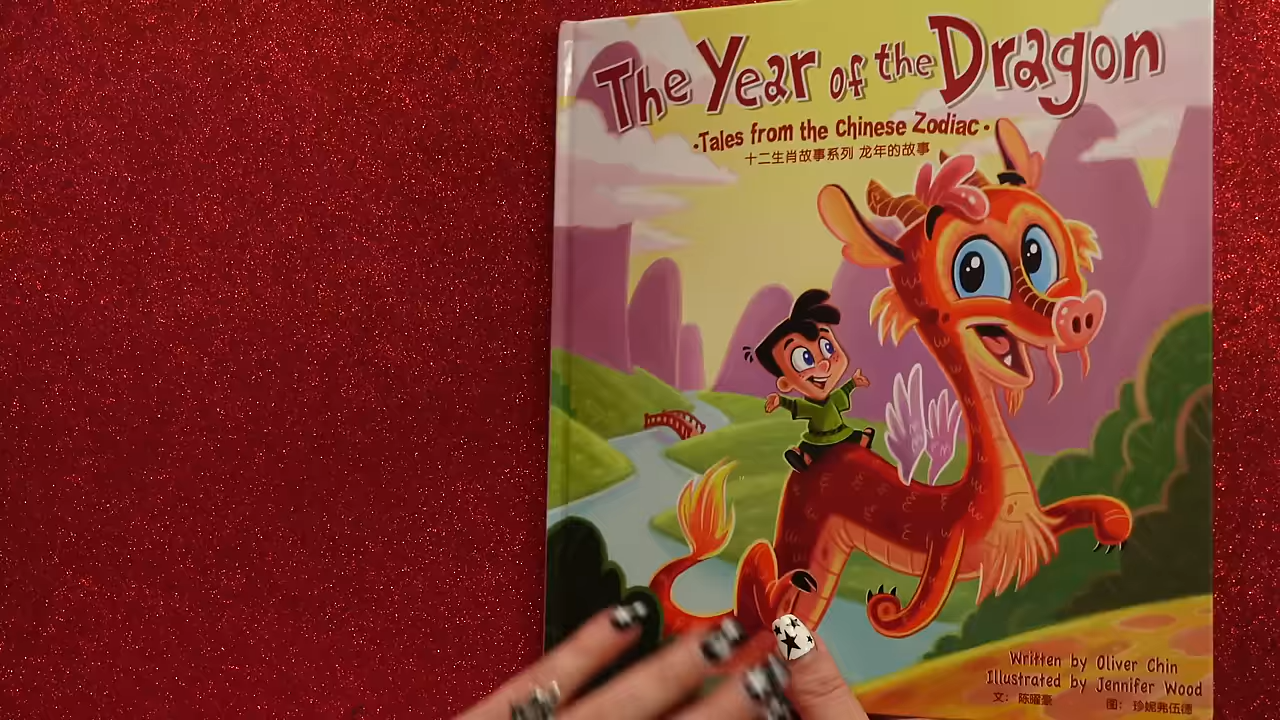 The Year of the Dragon
•Tales from the Chinese Zodiac•
十二生肖故事系列 龙年的故事
Written by Oliver Chin
Illustrated by Jennifer Wood
文: 陈曜豪 图: 珍妮弗伍德